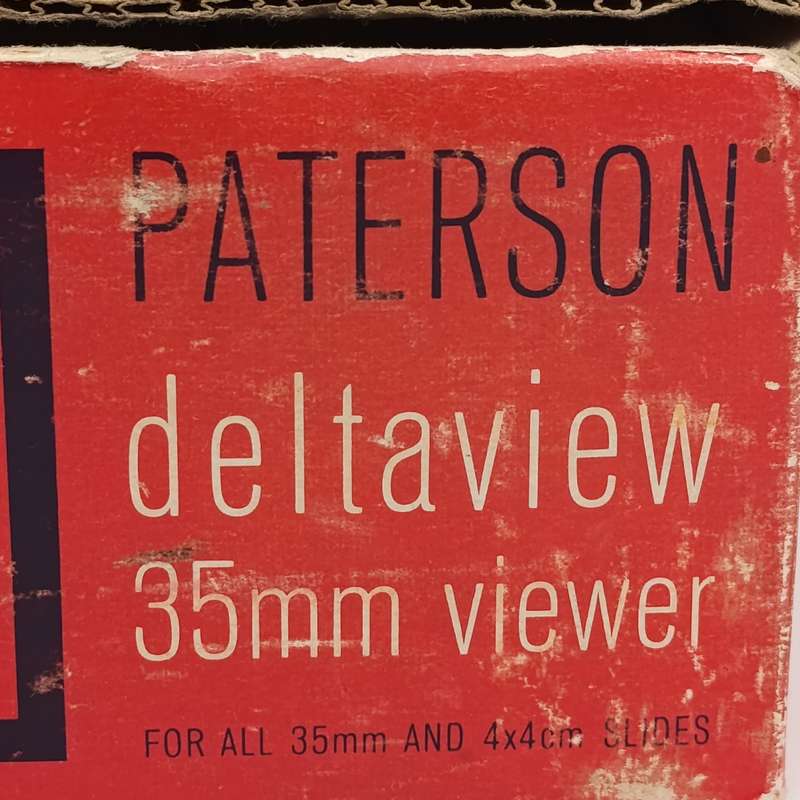 PATERSON
deltaview
35mm viewer
FOR ALL 35mm AND 4x4cm SLIDES